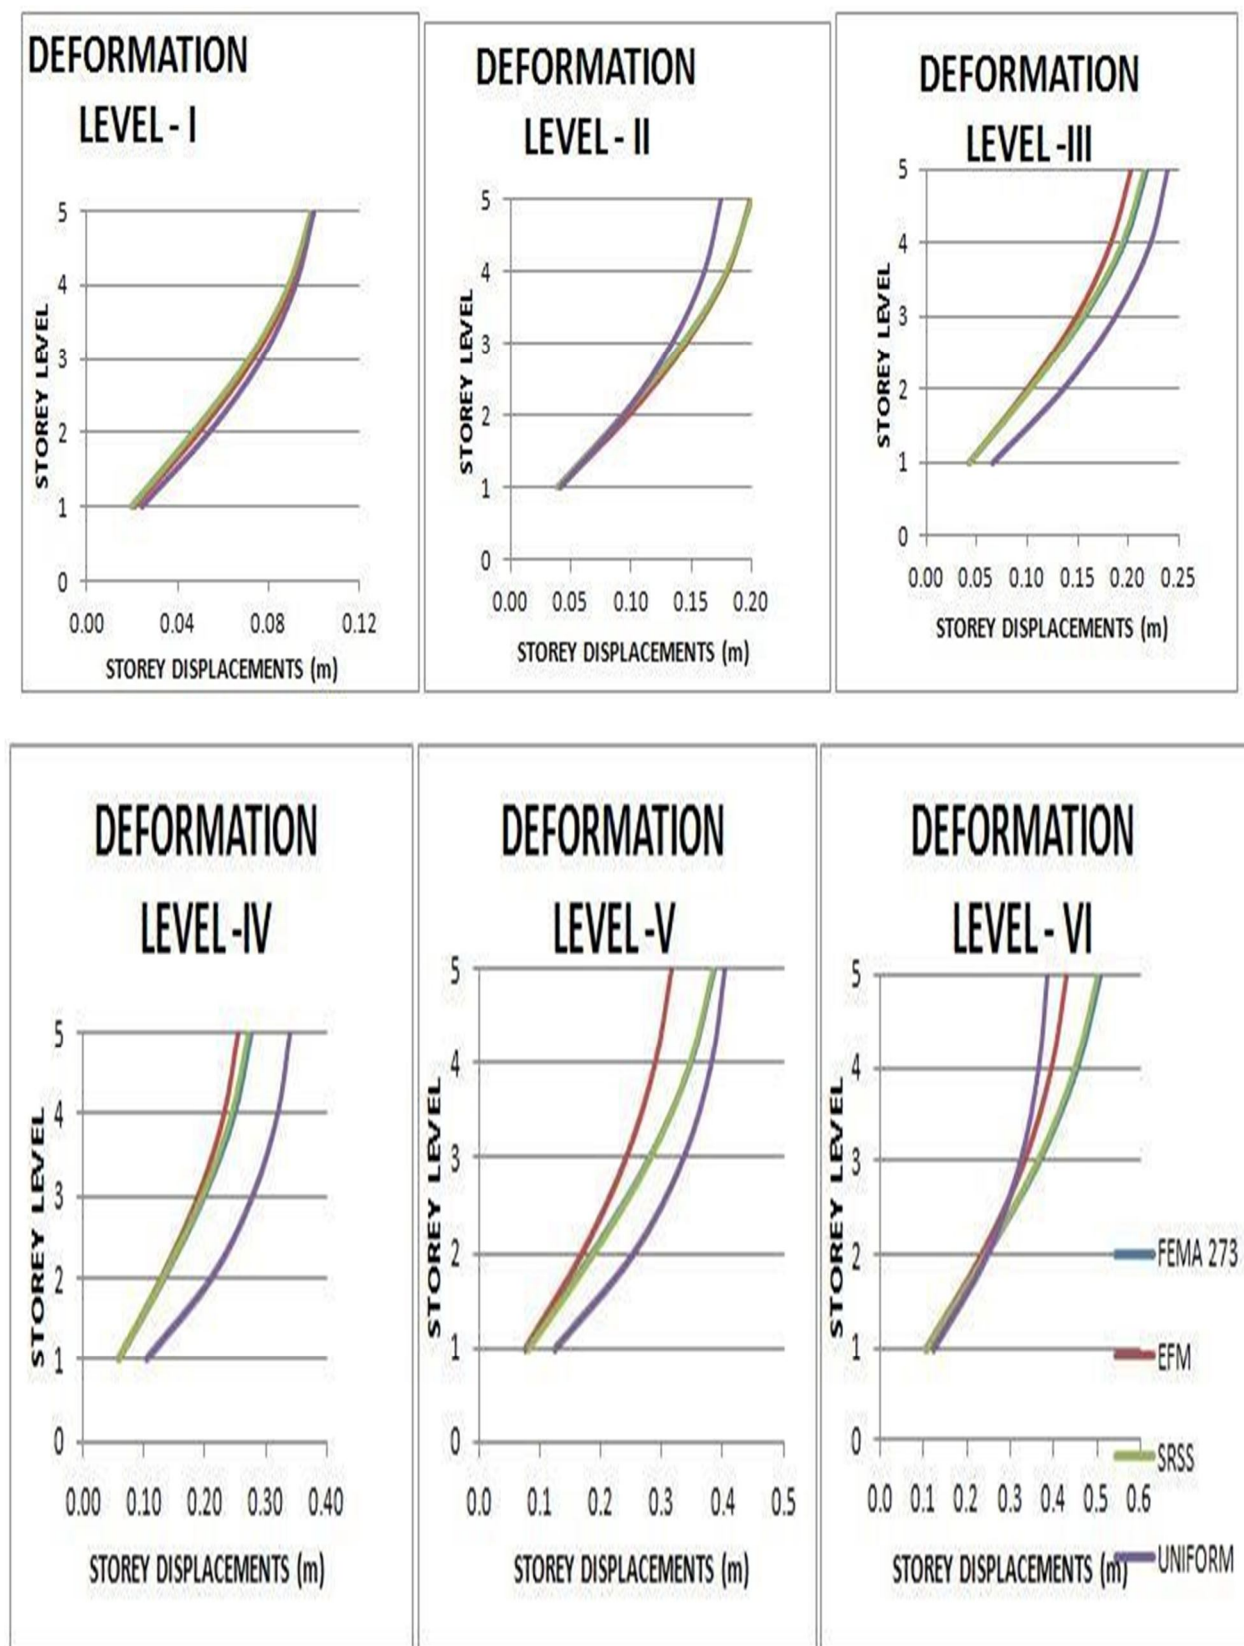 DEFORMATION
LEVEL - I
5
4
3
2
1
0
STOREY LEVEL
0.00 0.04 0.08 0.12
STOREY DISPLACEMENTS (m)
DEFORMATION
LEVEL - II
5
4
3
2
1
0
STOREY LEVEL
0.00 0.05 0.10 0.15 0.20
STOREY DISPLACEMENTS (m)
DEFORMATION
LEVEL -III
5
4
3
2
1
0
STOREY LEVEL
0.00 0.05 0.10 0.15 0.20 0.25
STOREY DISPLACEMENTS (m)
DEFORMATION
LEVEL -IV
5
4
3
2
1
0
STOREY LEVEL
0.00 0.10 0.20 0.30 0.40
STOREY DISPLACEMENTS (m)
DEFORMATION
LEVEL -V
5
4
3
2
1
0
STOREY LEVEL
0.0 0.1 0.2 0.3 0.4 0.5
STOREY DISPLACEMENTS (m)
DEFORMATION
LEVEL - VI
5
4
3
2
1
0
STOREY LEVEL
0.0 0.1 0.2 0.3 0.4 0.5 0.6
STOREY DISPLACEMENTS (m)
FEMA 273
EFM
SRSS
UNIFORM